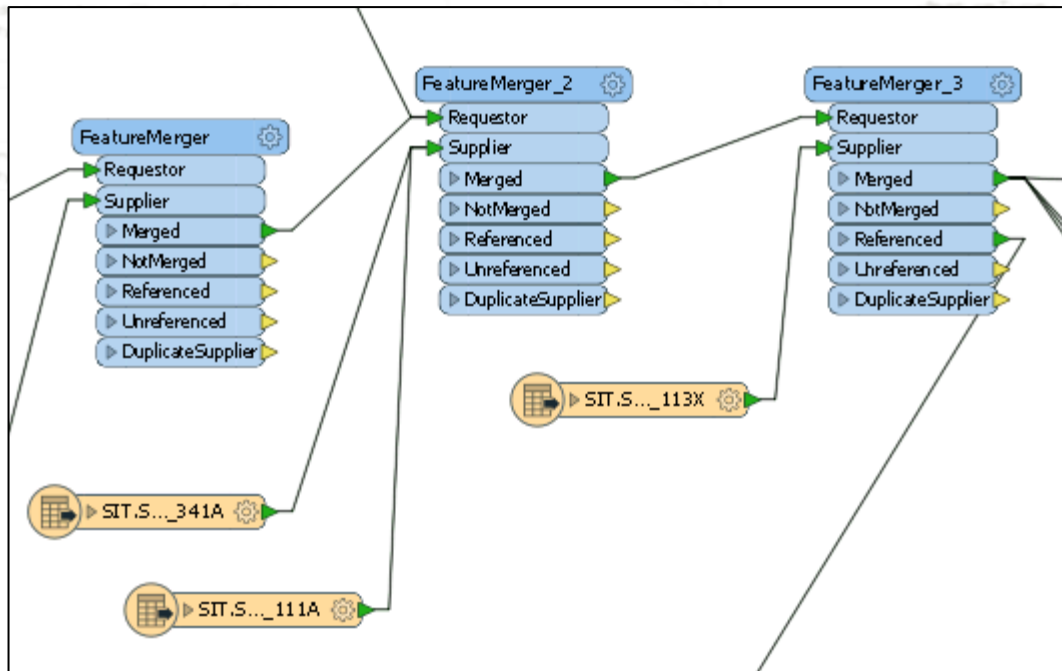 FeatureMerger
Requestor
Supplier
Merged
NotMerged
Referenced
Unreferenced
DuplicateSupplier
FeatureMerger_2
Requestor
Supplier
Merged
NotMerged
Referenced
Unreferenced
DuplicateSupplier
FeatureMerger_3
Requestor
Supplier
Merged
NotMerged
Referenced
Unreferenced
DuplicateSupplier
SIT.S..._113X
SIT.S..._341A
SIT.S..._111A